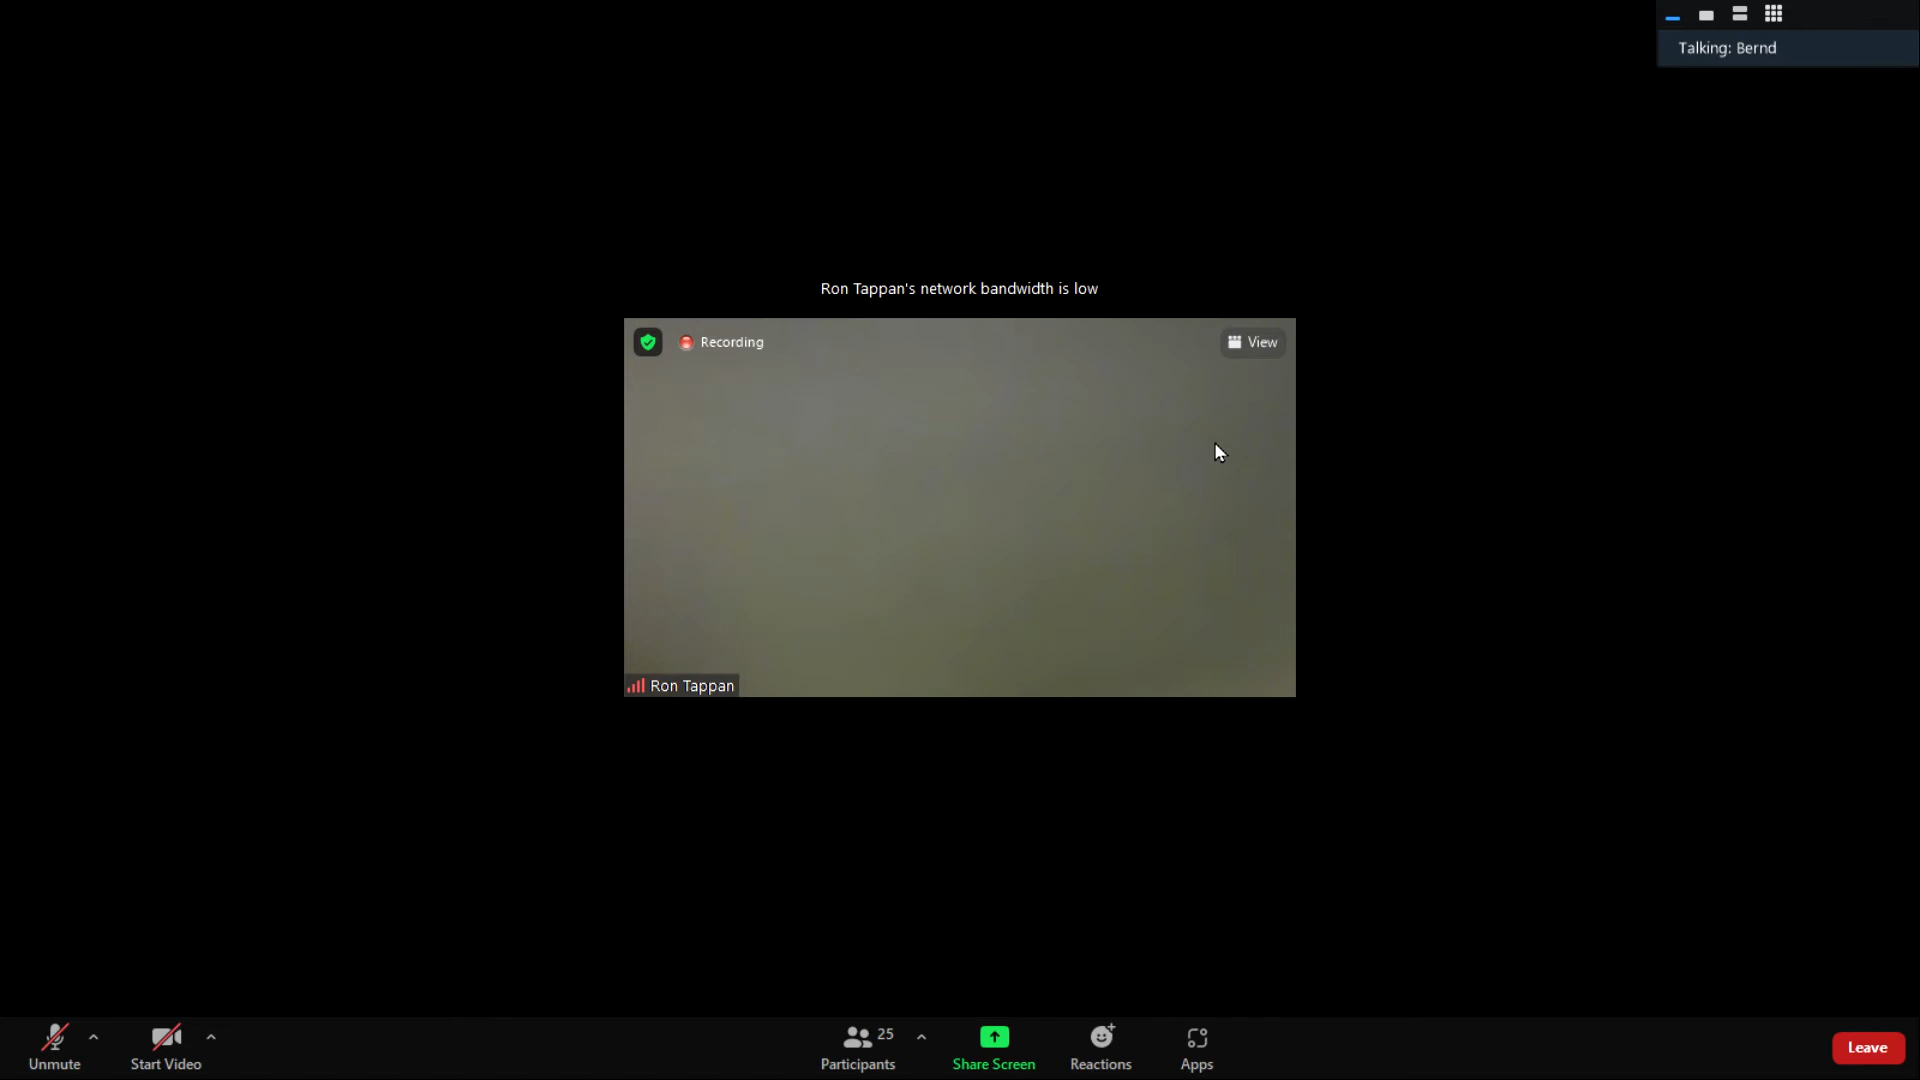 Talking: Bernd
Ron Tappan's network bandwidth is low
Recording
View
Ron Tappan
Unmute
Start Video
25
Participants
Share Screen
Reactions
Apps
Leave